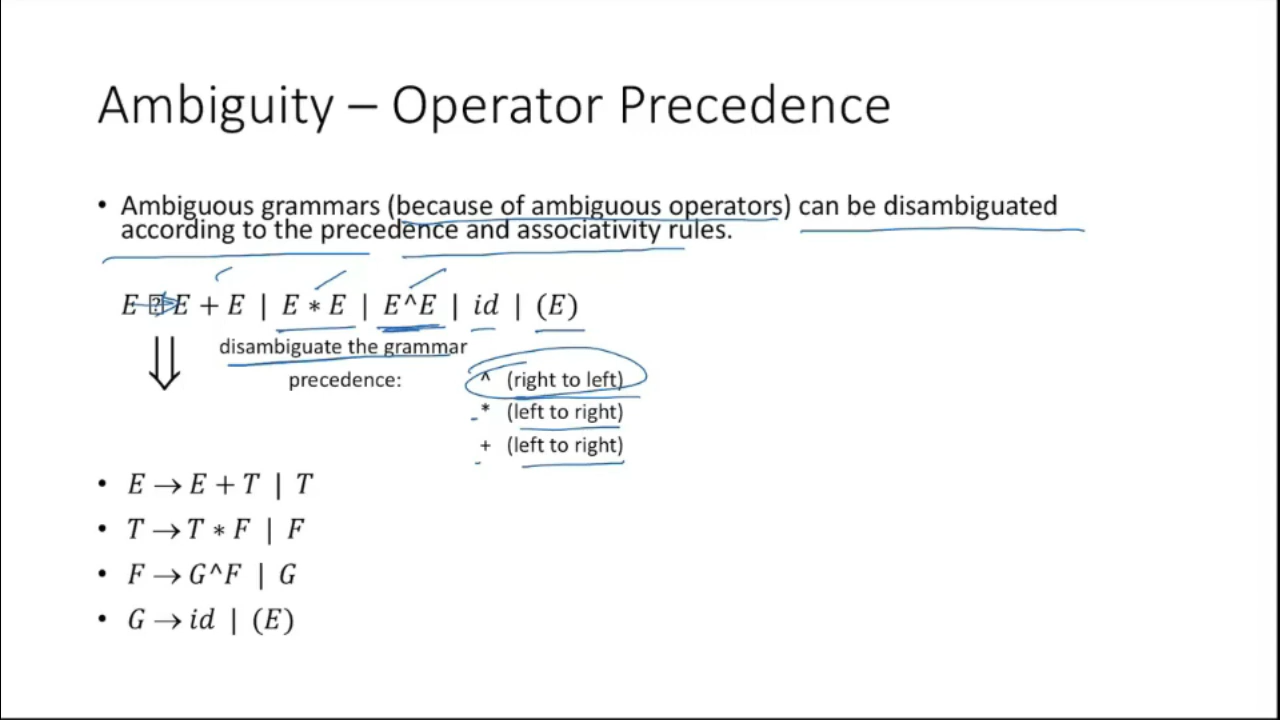 Ambiguity – Operator Precedence
• Ambiguous grammars (because of ambiguous operators) can be disambiguated
according to the precedence and associativity rules.
E → E + E | E * E | E^E | id | (E)
⇓ disambiguate the grammar
precedence: ^ (right to left)
* (left to right)
+ (left to right)
• E → E + T | T
• T → T * F | F
• F → G^F | G
• G → id | (E)